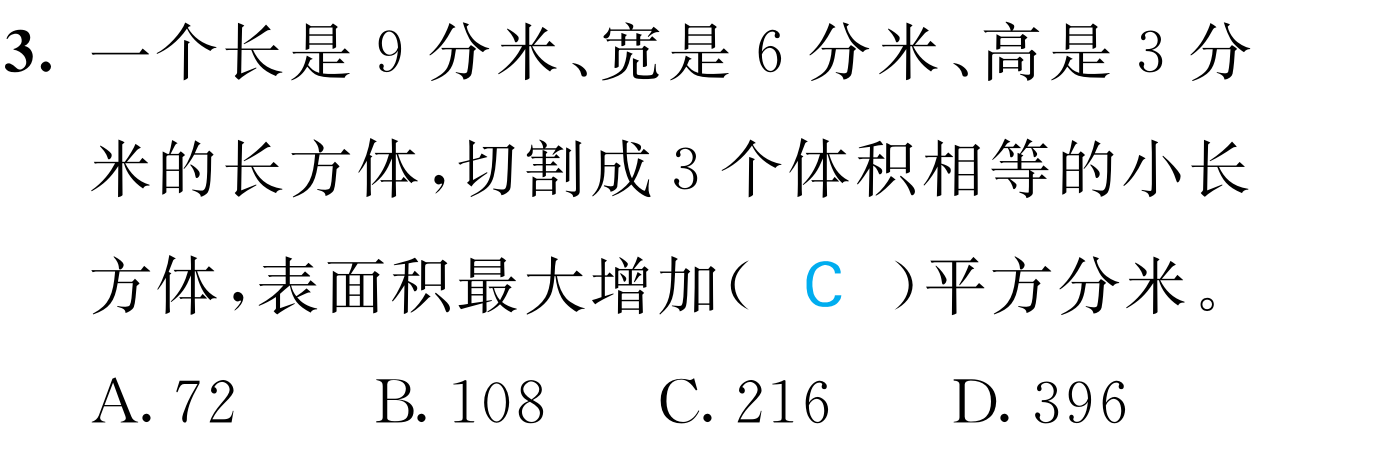 3. 一个长是 9 分米、宽是 6 分米、高是 3 分
米的长方体,切割成 3 个体积相等的小长
方体,表面积最大增加( C )平方分米。
A. 72 B. 108 C. 216 D. 396